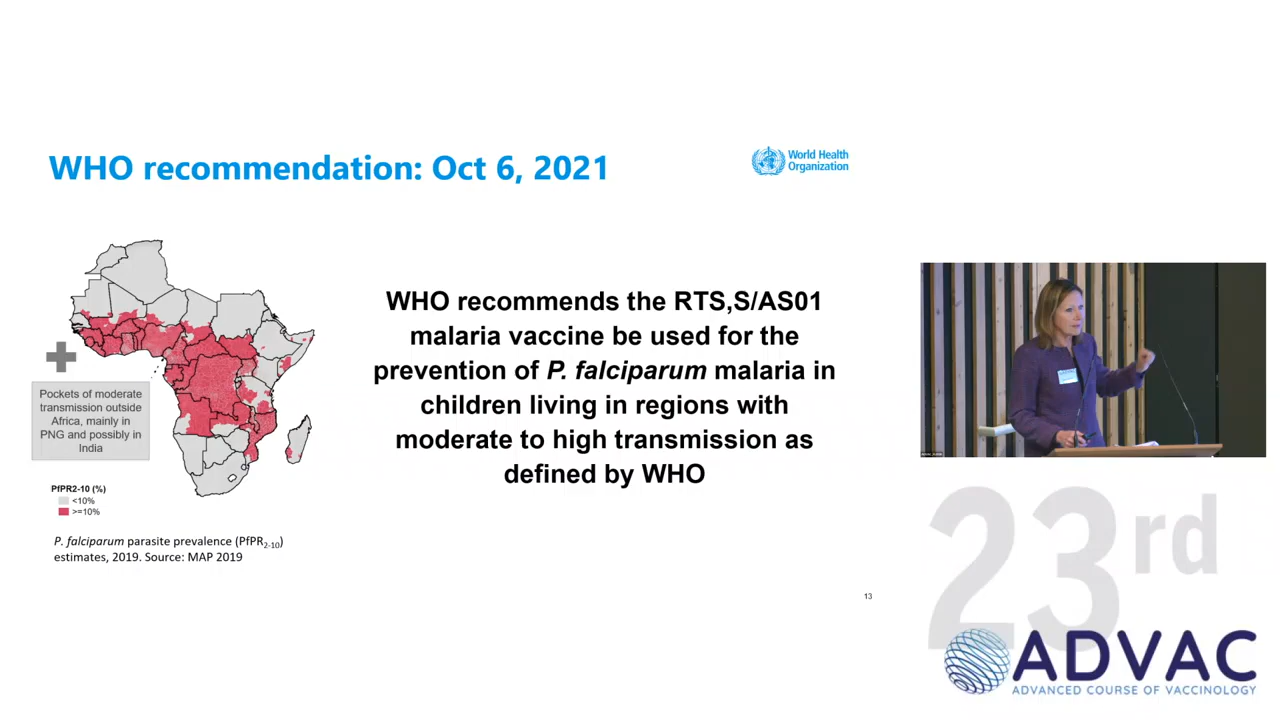 WHO recommendation: Oct 6, 2021
World Health
Organization
Pockets of moderate
transmission outside
Africa, mainly in
PNG and possibly in
India
PfPR2-10 (%)
<10%
>=10%
P. falciparum parasite prevalence (PfPR2-10)
estimates, 2019. Source: MAP 2019
WHO recommends the RTS,S/AS01
malaria vaccine be used for the
prevention of P. falciparum malaria in
children living in regions with
moderate to high transmission as
defined by WHO
13
23rd
ADVAC
ADVANCED COURSE OF VACCINOLOGY